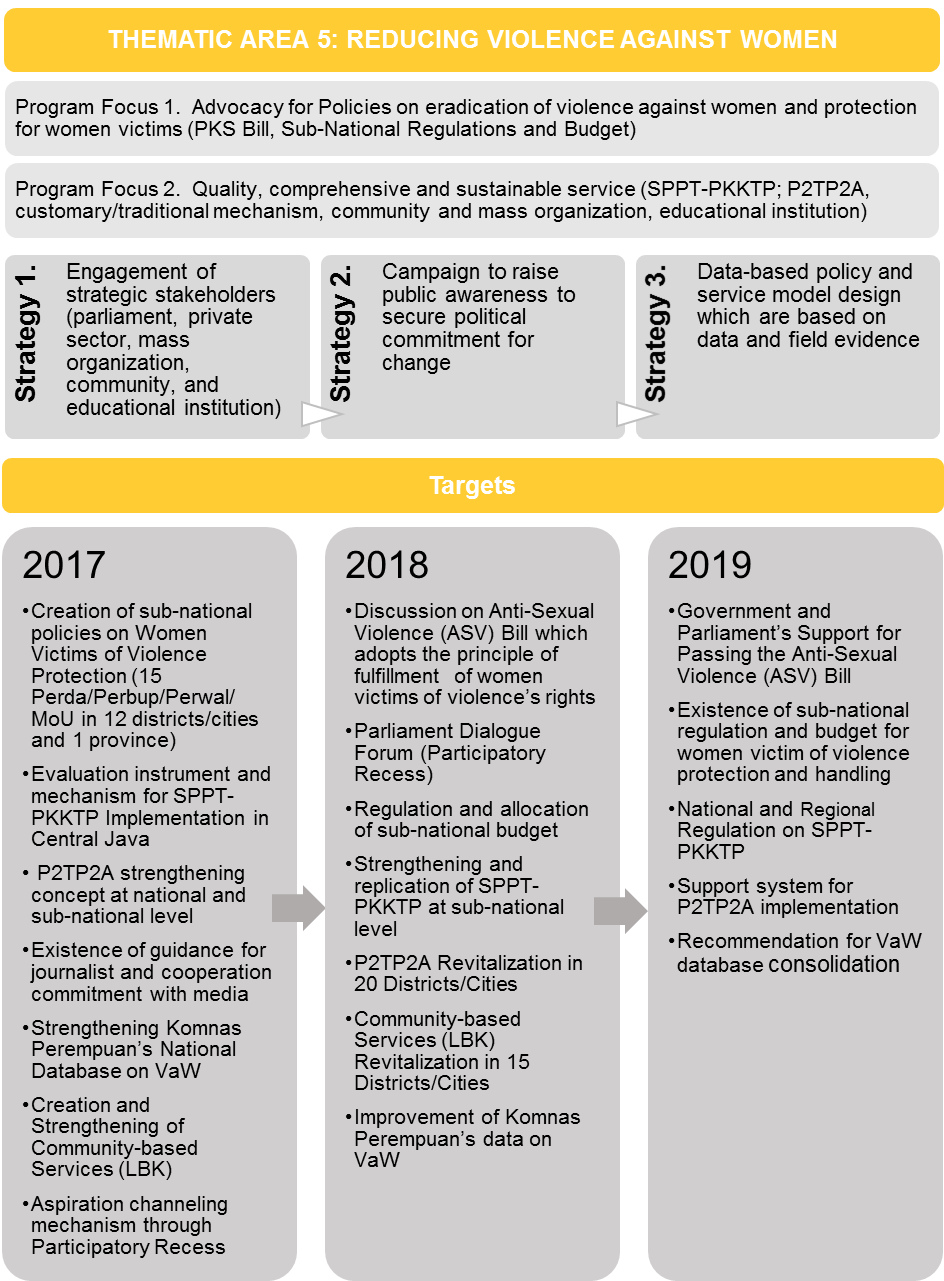 THEMATIC AREA 5: REDUCING VIOLENCE AGAINST WOMEN
Program Focus 1.  Advocacy for Policies on eradication of violence against women and protection
for women victims (PKS Bill, Sub-National Regulations and Budget)
Program Focus 2.  Quality, comprehensive and sustainable service (SPPT-PKKTP; P2TP2A,
customary/traditional mechanism, community and mass organization, educational institution)
Strategy 1.
Engagement of
strategic stakeholders
(parliament, private
sector, mass
organization,
community, and
educational institution)
Strategy 2.
Campaign to raise
public awareness to
secure political
commitment for
change
Strategy 3.
Data-based policy and
service model design
which are based on
data and field evidence
Targets
2017
•Creation of sub-national
policies on Women
Victims of Violence
Protection (15
Perda/Perbup/Perwal/
MoU in 12 districts/cities
and 1 province)
•Evaluation instrument and
mechanism for SPPT-
PKKTP Implementation in
Central Java
• P2TP2A strengthening
concept at national and
sub-national level
•Existence of guidance for
journalist and cooperation
commitment with media
•Strengthening Komnas
Perempuan's National
Database on VaW
•Creation and
Strengthening of
Community-based
Services (LBK)
•Aspiration channeling
mechanism through
Participatory Recess
2018
•Discussion on Anti-Sexual
Violence (ASV) Bill which
adopts the principle of
fulfillment  of women
victims of violence's rights
•Parliament Dialogue
Forum (Participatory
Recess)
•Regulation and allocation
of sub-national budget
•Strengthening and
replication of SPPT-
PKKTP at sub-national
level
•P2TP2A Revitalization in
20 Districts/Cities
•Community-based
Services (LBK)
Revitalization in 15
Districts/Cities
•Improvement of Komnas
Perempuan's data on
VaW
2019
•Government and
Parliament's Support for
Passing the Anti-Sexual
Violence (ASV) Bill
•Existence of sub-national
regulation and budget for
women victim of violence
protection and handling
•National and Regional
Regulation on SPPT-
PKKTP
•Support system for
P2TP2A implementation
•Recommendation for VaW
database consolidation